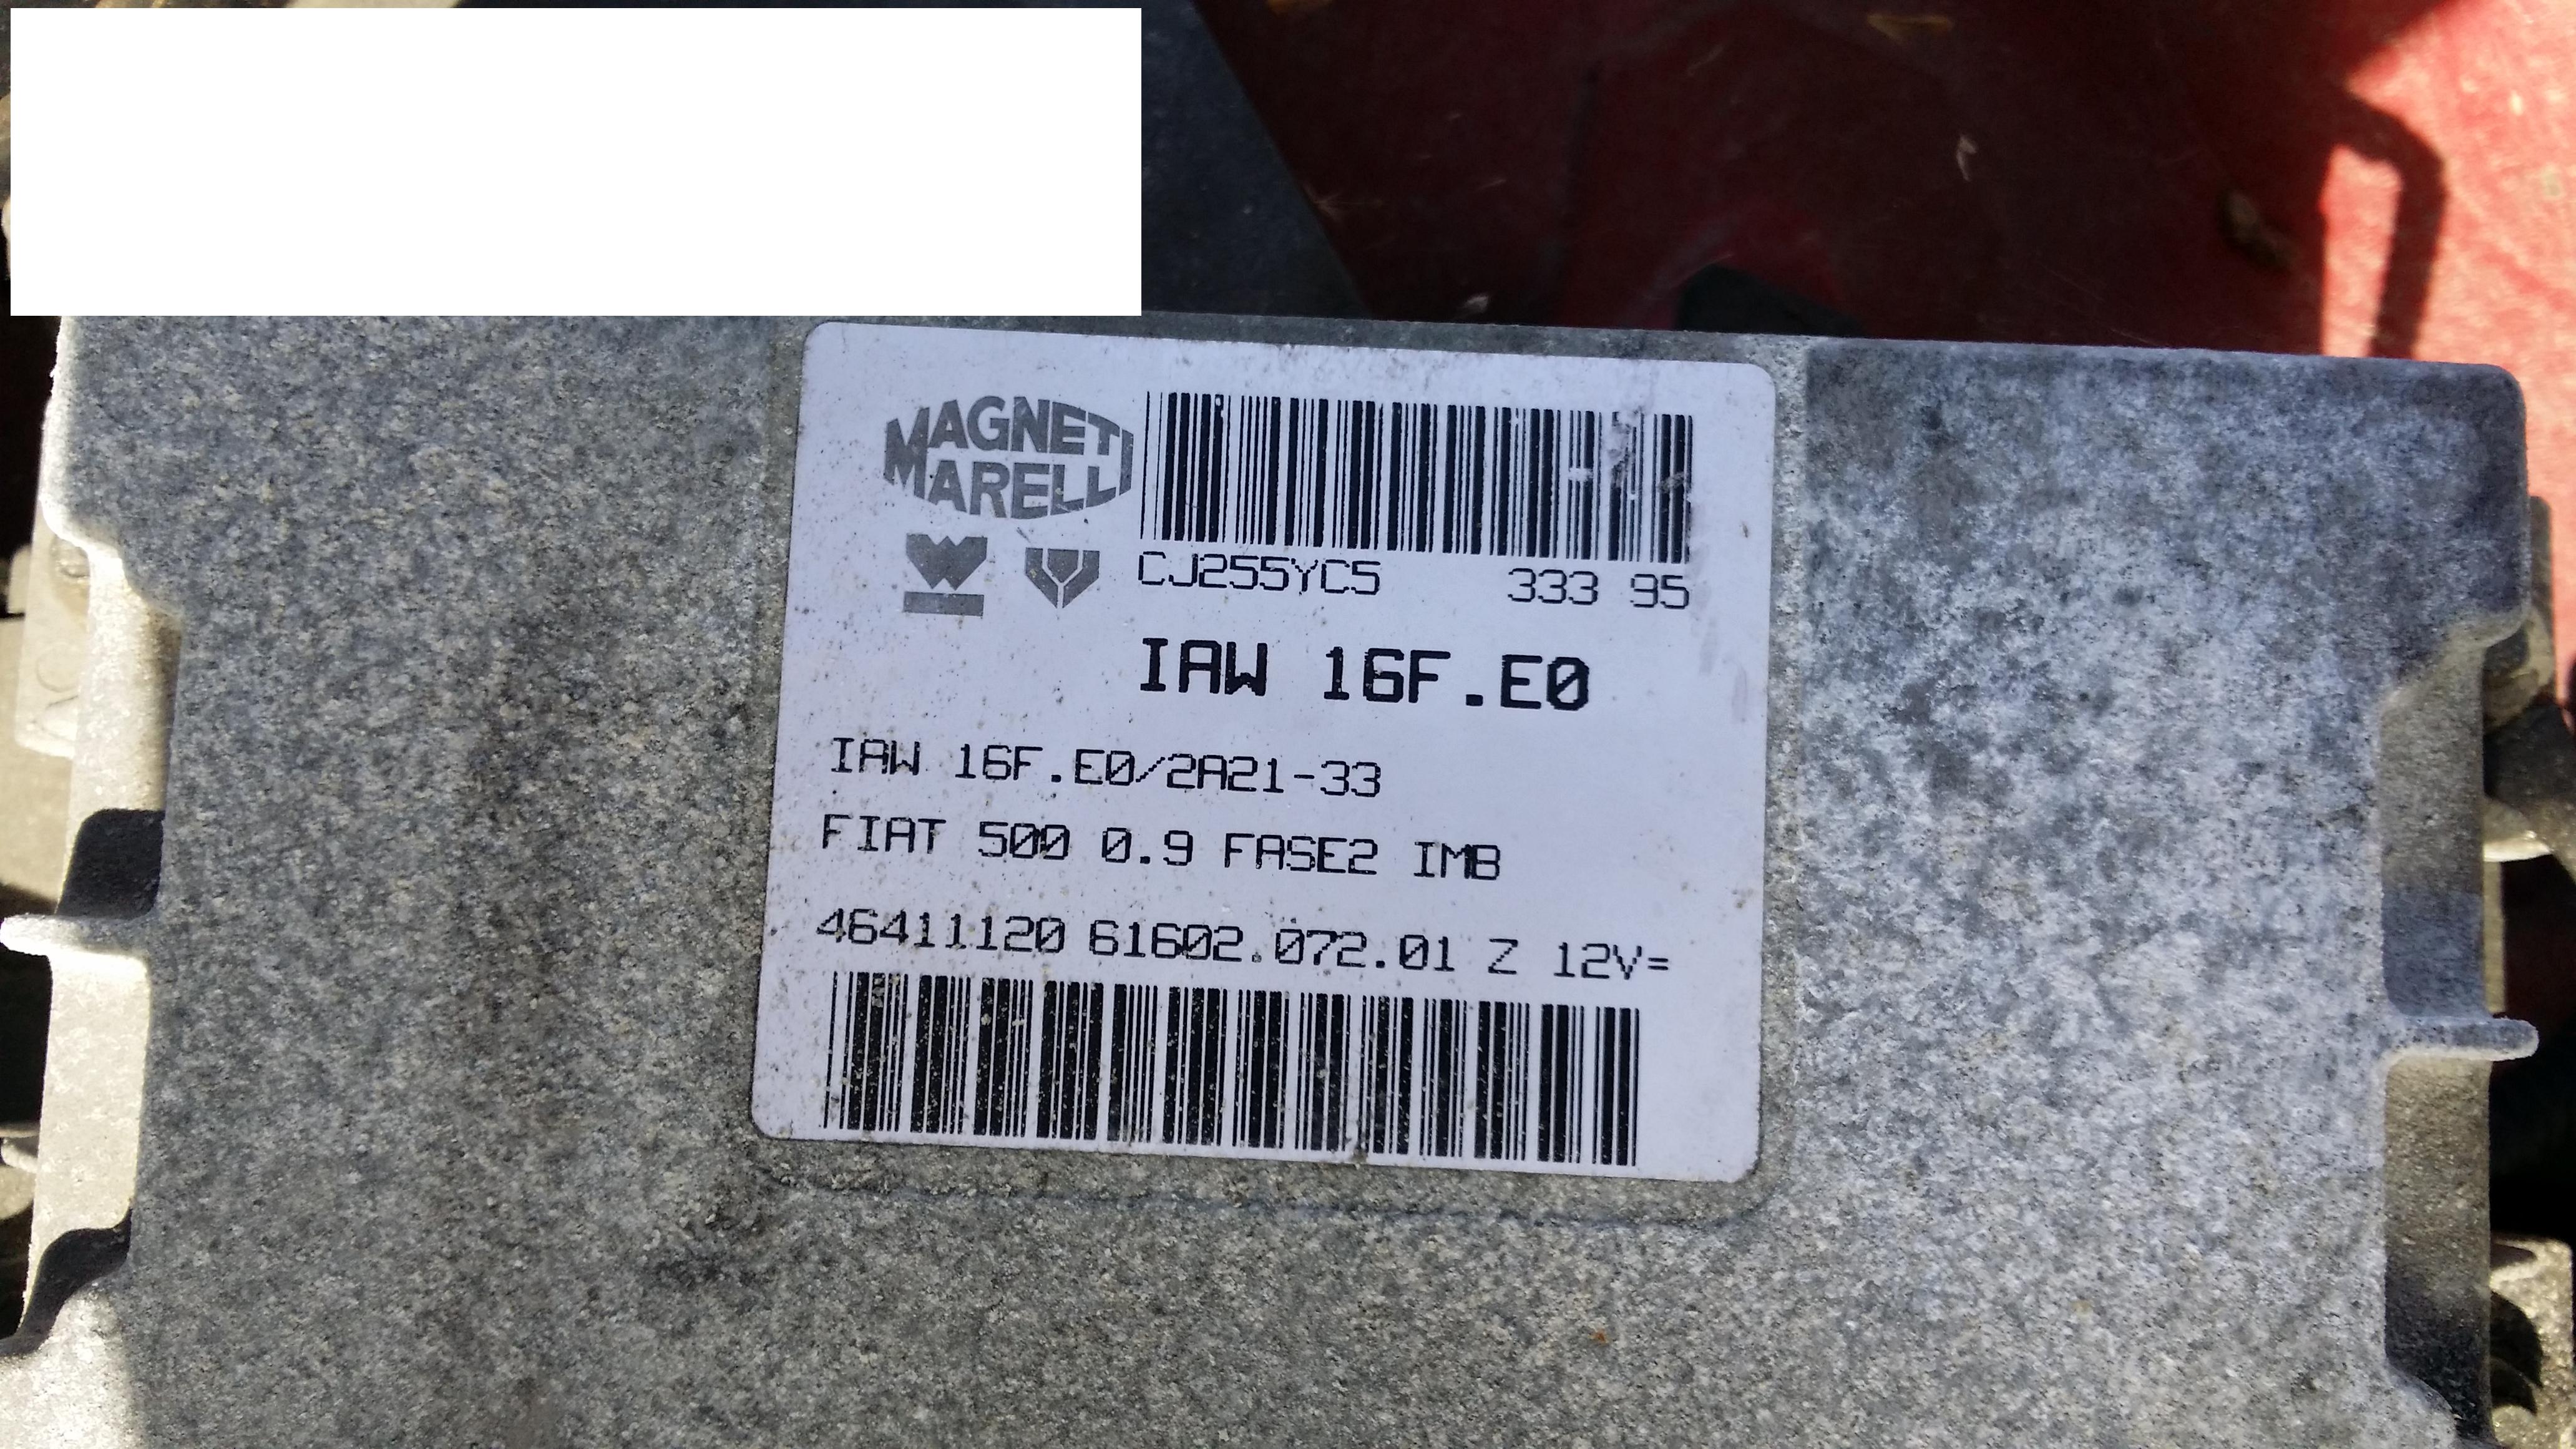 MAGNETI
MARELLI
CJ255YC5 333 95
IAW 16F.E0
IAW 16F.E0/2A21-33
FIAT 500 0.9 FASE2 IMB
46411120 61602.072.01 Z 12V=